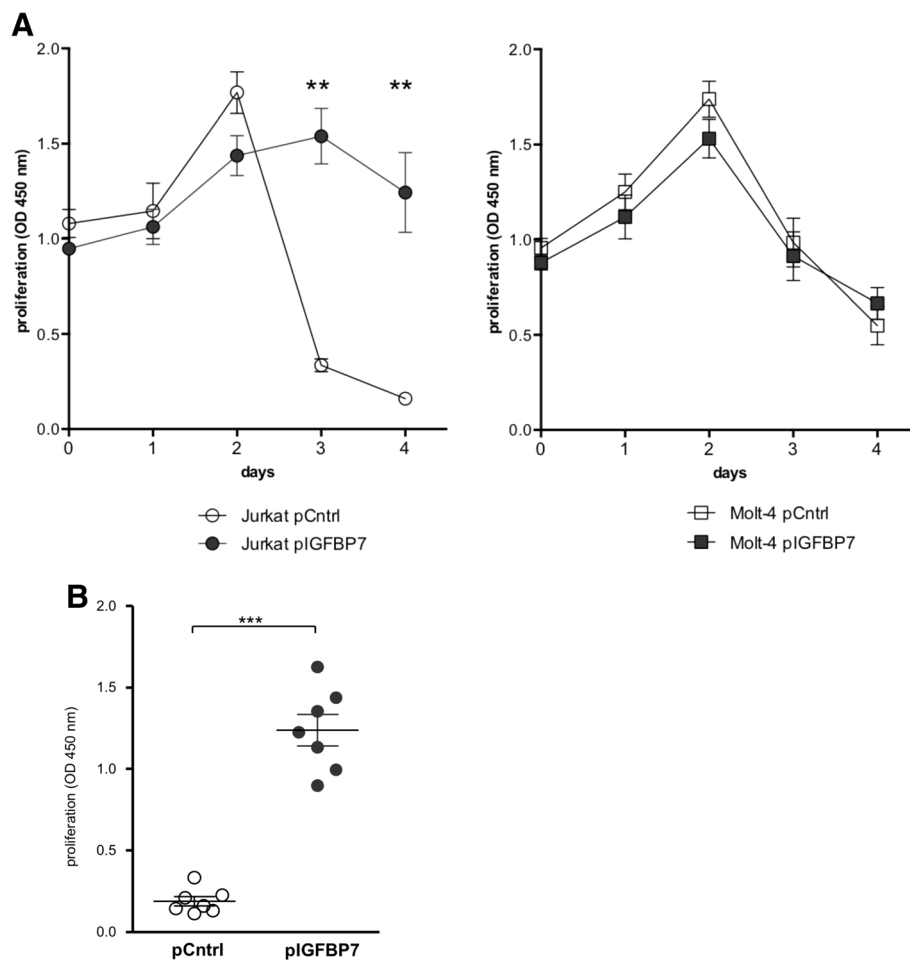 A
2.0
1.5
1.0
0.5
0.0
proliferation (OD 450 nm)
** **
0 1 2 3 4
days
Jurkat pCntrl
Jurkat pIGFBP7
2.0
1.5
1.0
0.5
0.0
proliferation (OD 450 nm)
0 1 2 3 4
days
Molt-4 pCntrl
Molt-4 pIGFBP7
B
2.0
1.5
1.0
0.5
0.0
proliferation (OD 450 nm)
***
pCntrl pIGFBP7